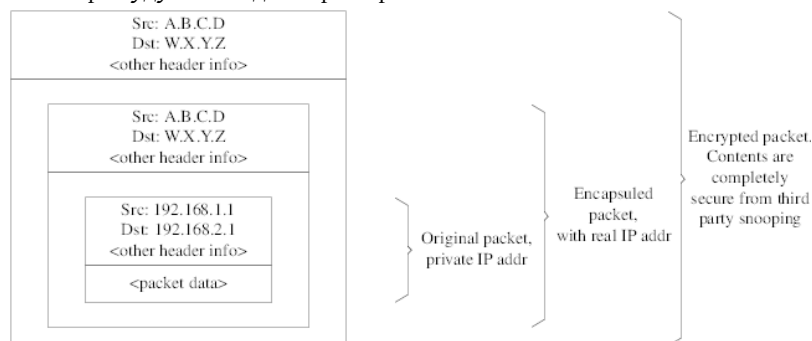 Src: A.B.C.D
Dst: W.X.Y.Z
<other header info>
Src: A.B.C.D
Dst: W.X.Y.Z
<other header info>
Src: 192.168.1.1
Dst: 192.168.2.1
<other header info>
<packet data>
Original packet,
private IP addr
Encapsuled
packet,
with real IP addr
Encrypted packet.
Contents are
completely
secure from third
party snooping